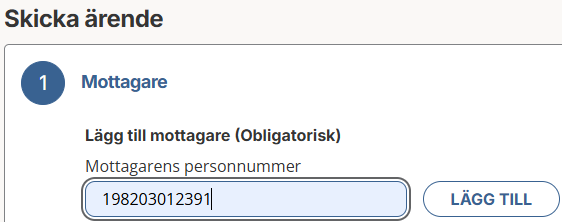 Skicka ärende
1 Mottagare
Lägg till mottagare (Obligatorisk)
Mottagarens personnummer
198203012391 LÄGG TILL